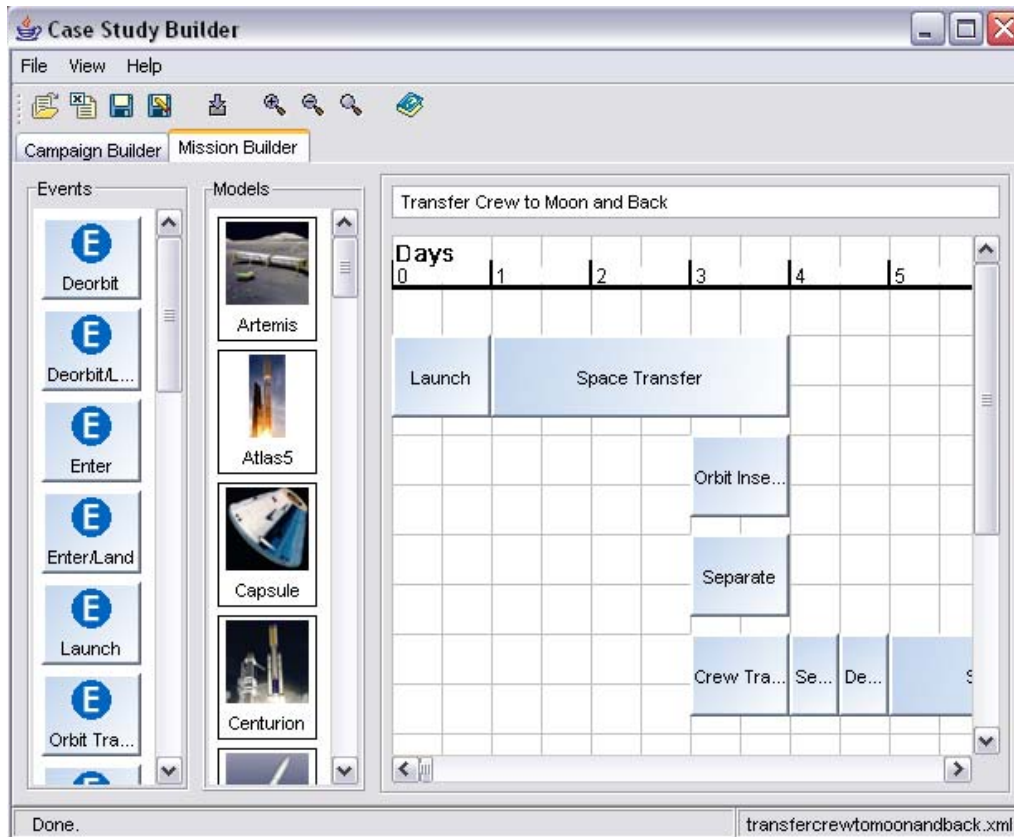 Case Study Builder
File View Help
Campaign Builder Mission Builder
Events
E
Deorbit
E
Deorbit/L...
E
Enter
E
Enter/Land
E
Launch
E
Orbit Tra...
Models
Artemis
Atlas5
Capsule
Centurion
Transfer Crew to Moon and Back
Days
0 1 2 3 4 5
Launch Space Transfer
Orbit Inse...
Separate
Crew Tra... Se... De... S
Done. transfercrewtomoonandback.xml